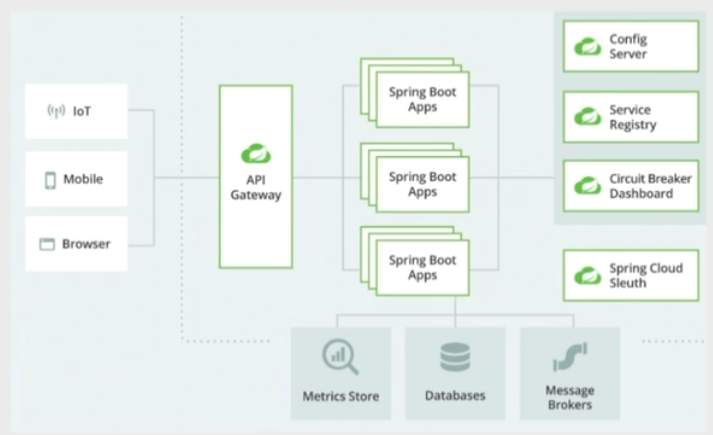 IoT
Mobile
Browser
API
Gateway
Spring Boot
Apps
Spring Boot
Apps
Spring Boot
Apps
Config
Server
Service
Registry
Circuit Breaker
Dashboard
Spring Cloud
Sleuth
Metrics Store
Databases
Message
Brokers